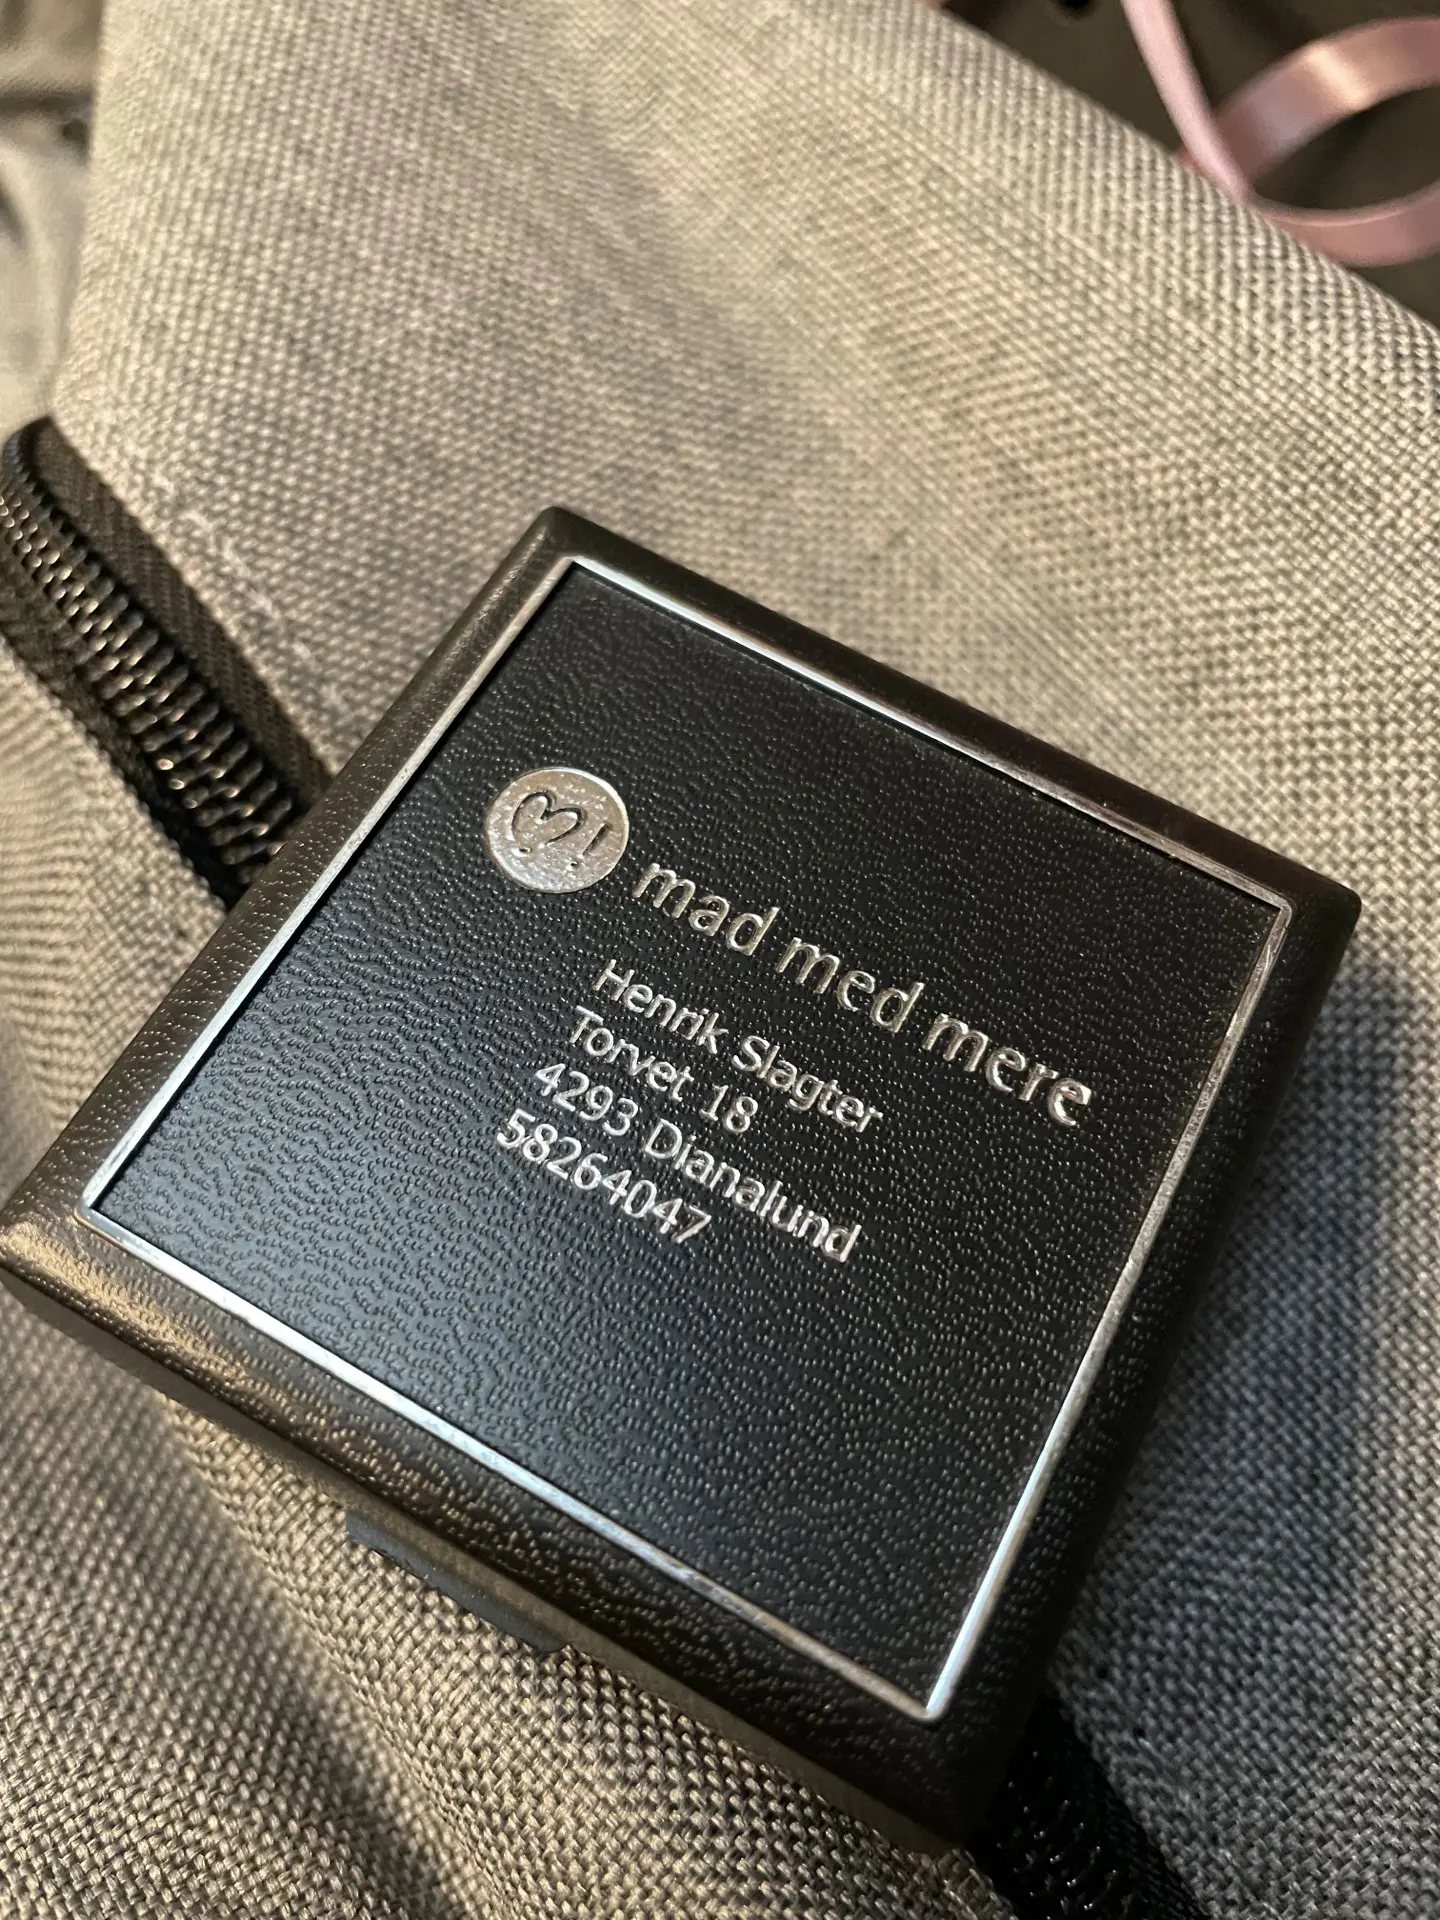 mad med mere
Henrik Slagter
Torvet 18
4293 Dianalund
58264047